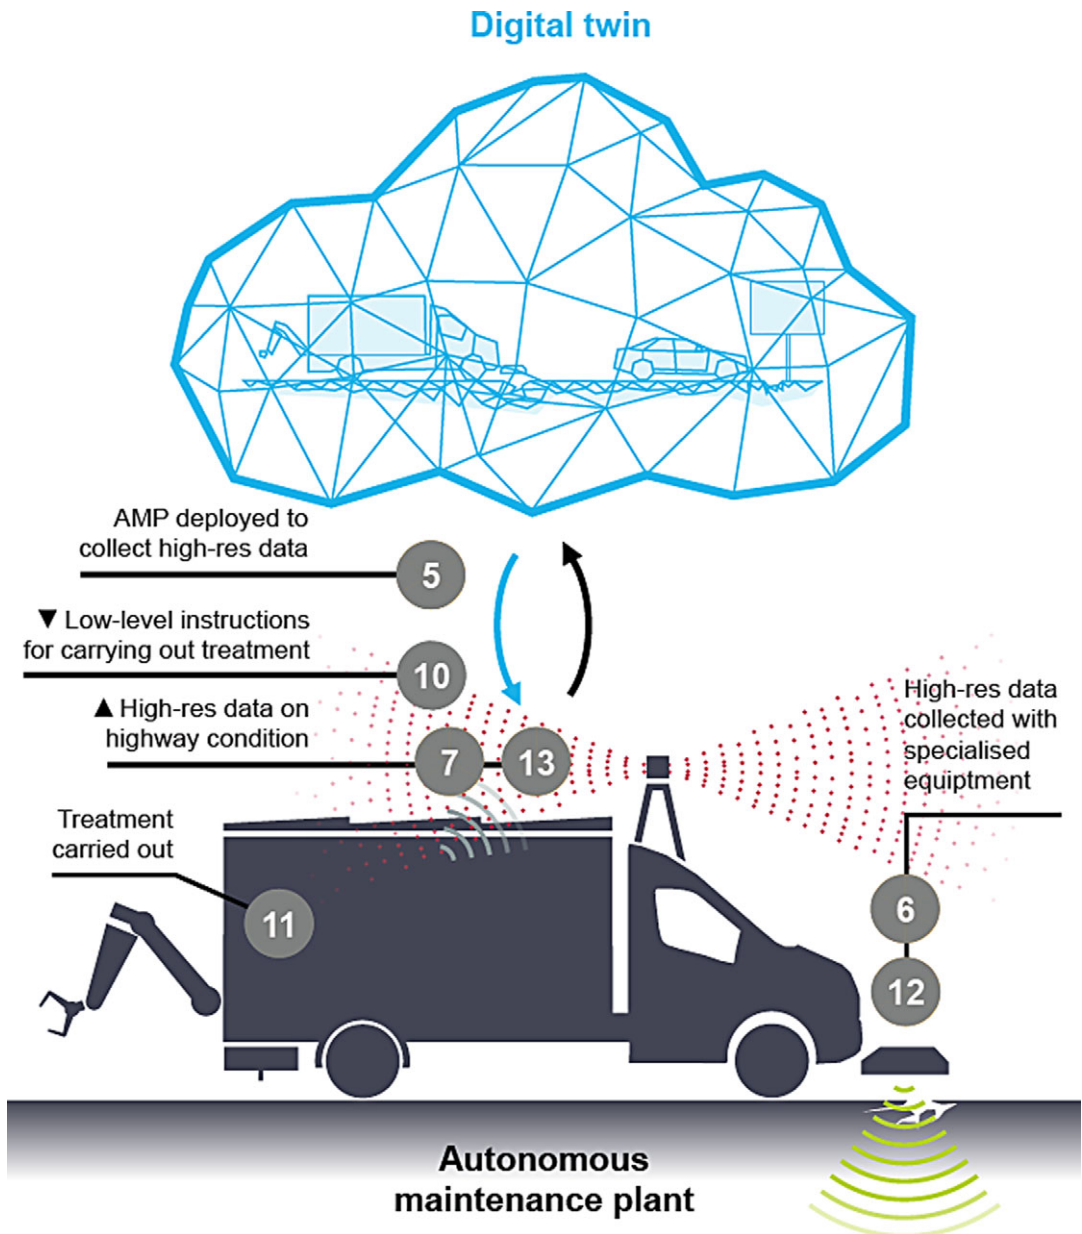 Digital twin
AMP deployed to
collect high-res data
5
▼ Low-level instructions
for carrying out treatment
10
▲ High-res data on
highway condition
7
13
High-res data
collected with
specialised
equiptment
Treatment
carried out
11
6
12
Autonomous
maintenance plant